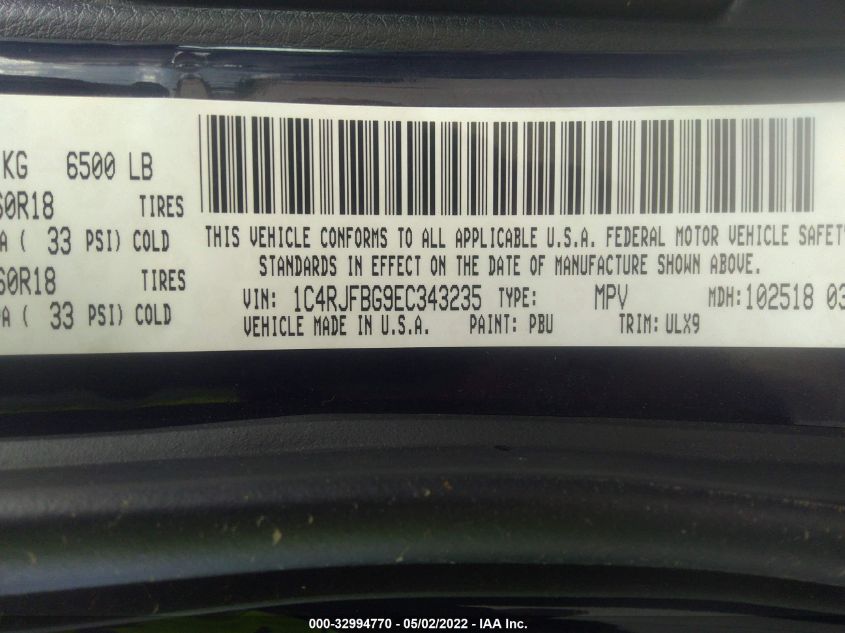 KG 6500 LB
60R18 TIRES
A ( 33 PSI) COLD
60R18 TIRES
A ( 33 PSI) COLD
THIS VEHICLE CONFORMS TO ALL APPLICABLE U.S.A. FEDERAL MOTOR VEHICLE SAFETY
STANDARDS IN EFFECT ON THE DATE OF MANUFACTURE SHOWN ABOVE.
VIN: 1C4RJFBG9EC343235 TYPE: MPV MDH:102518 03
VEHICLE MADE IN U.S.A. PAINT: PBU TRIM: ULX9
000-32994770 - 05/02/2022 - IAA Inc.